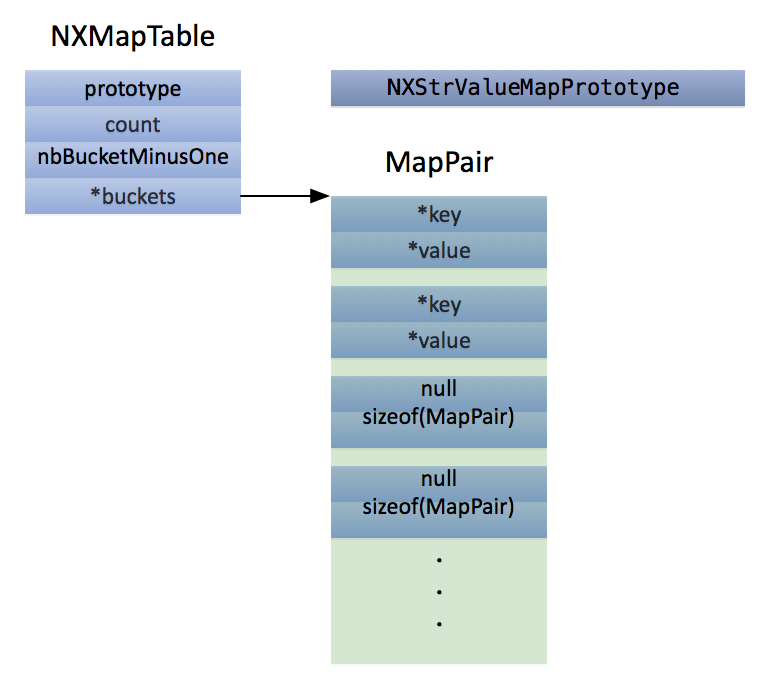 NXMapTable
prototype
count
nbBucketMinusOne
*buckets
NXStrValueMapPrototype
MapPair
*key
*value
*key
*value
null
sizeof(MapPair)
null
sizeof(MapPair)
.
.
.